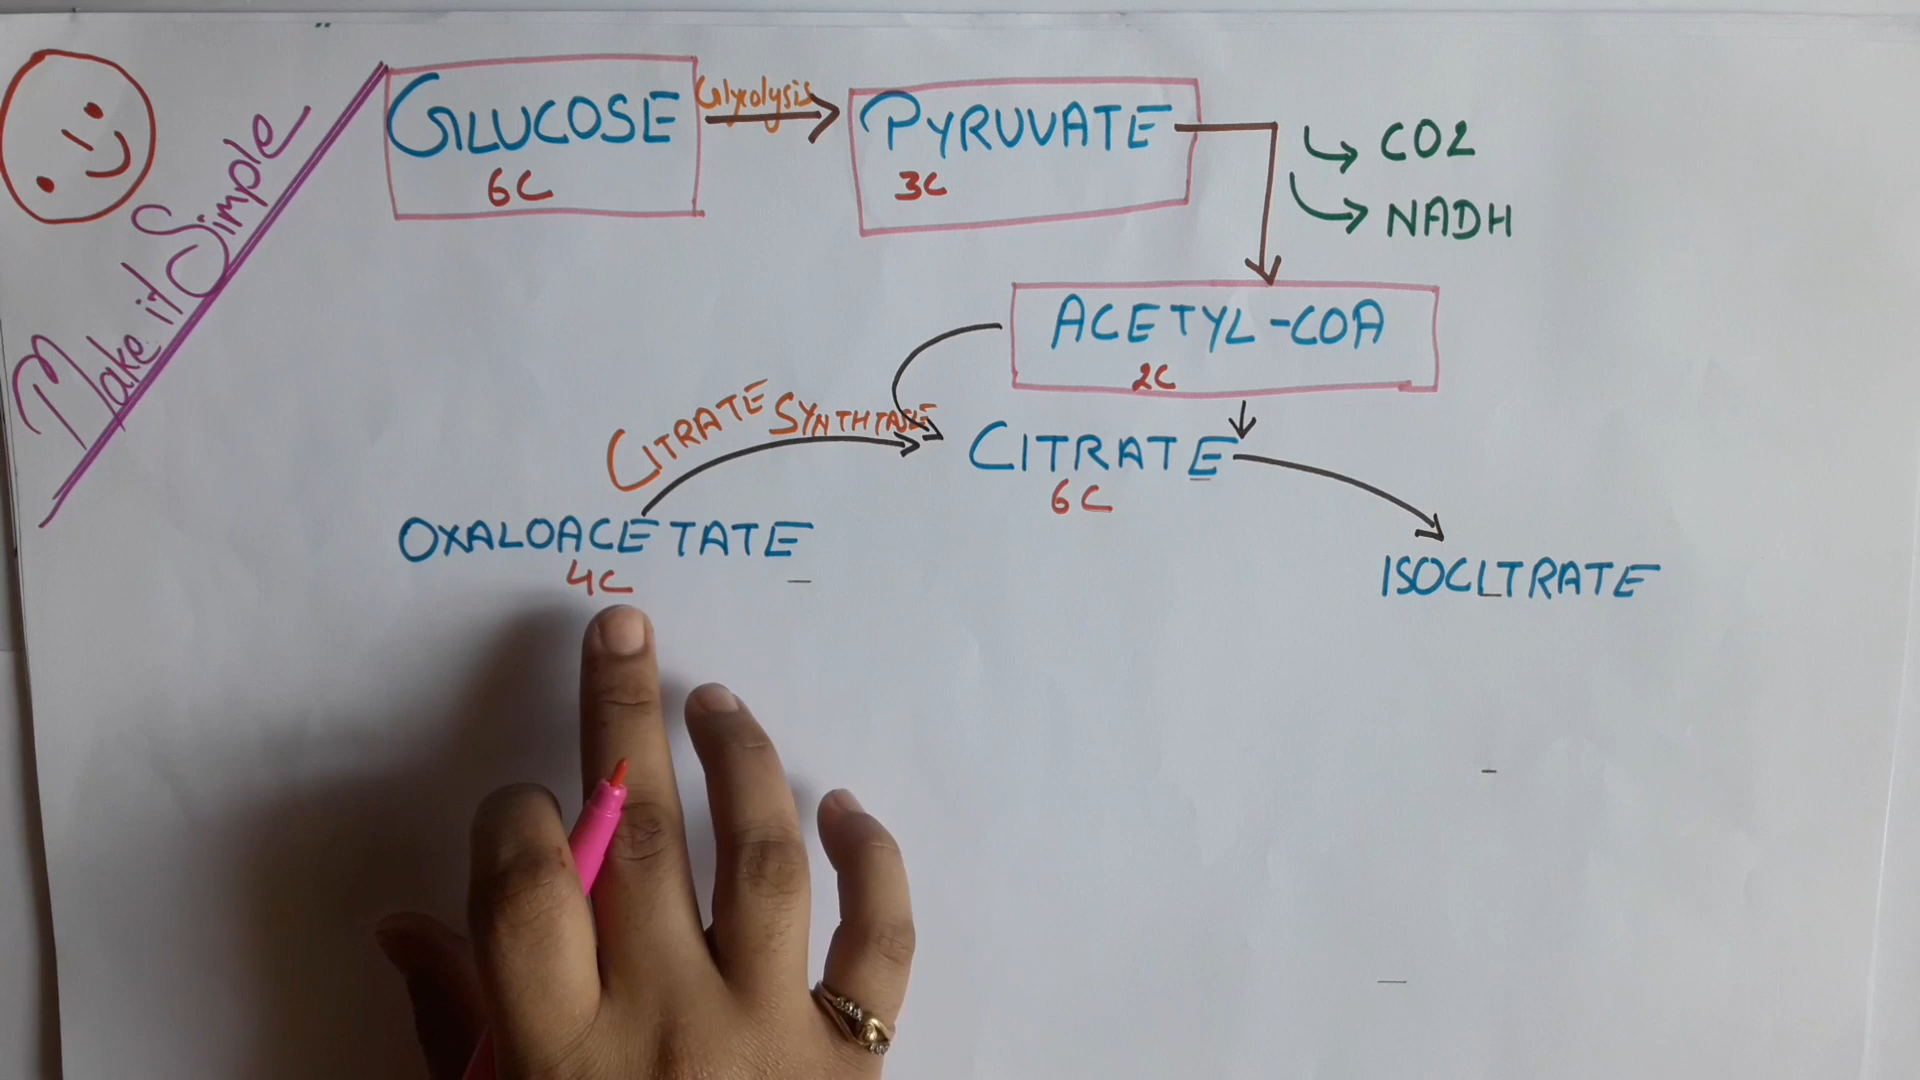 Make it Simple
GLUCOSE
6C
Glycolysis
PYRUVATE
3C
CO2
NADH
ACETYL-COA
2C
CITRATE SYNTHTASE
CITRATE
6C
OXALOACETATE
4C
ISOCITRATE